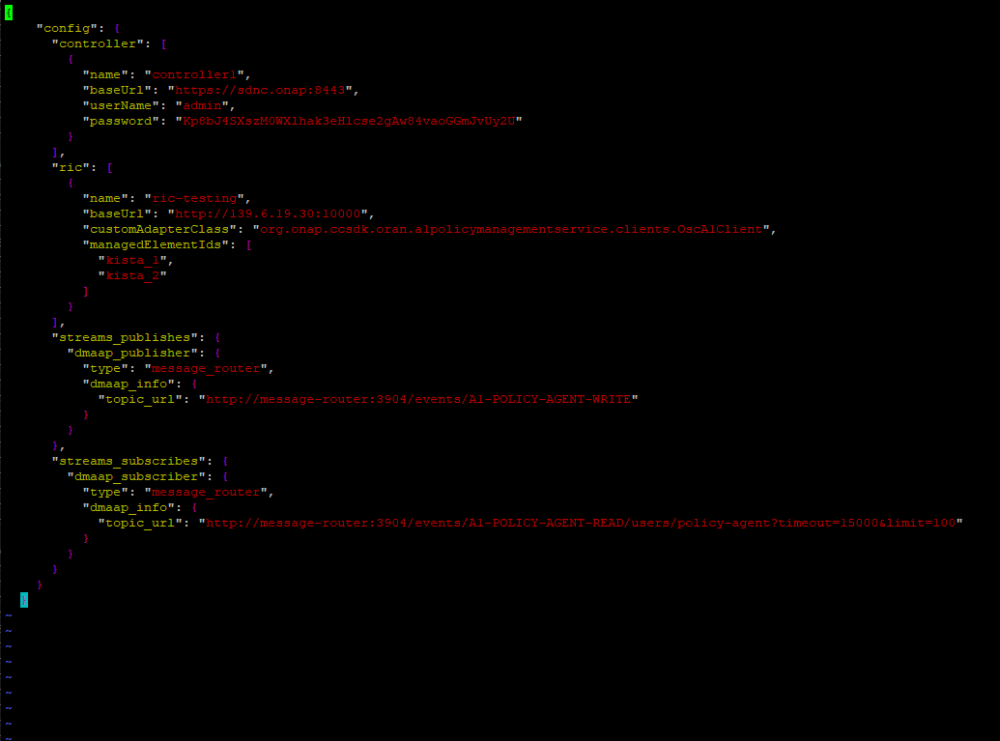 {
    "config": {
      "controller": [
        {
          "name": "controller1",
          "baseUrl": "https://sdnc.onap:8443",
          "userName": "admin",
          "password": "Kp8bJ4SXszM0WXlhak3eHlcse2gAw84vaoGGmJvUy2U"
        }
      ],
      "ric": [
        {
          "name": "ric-testing",
          "baseUrl": "http://139.6.19.30:10000",
          "customAdapterClass": "org.onap.ccsdk.oran.a1policymanagementservice.clients.OscA1Client",
          "managedElementIds": [
            "kista_1",
            "kista_2"
          ]
        }
      ],
      "streams_publishes": {
        "dmaap_publisher": {
          "type": "message_router",
          "dmaap_info": {
            "topic_url": "http://message-router:3904/events/A1-POLICY-AGENT-WRITE"
          }
        }
      },
      "streams_subscribes": {
        "dmaap_subscriber": {
          "type": "message_router",
          "dmaap_info": {
            "topic_url": "http://message-router:3904/events/A1-POLICY-AGENT-READ/users/policy-agent?timeout=15000&limit=100"
          }
        }
      }
    }
  }
~
~
~
~
~
~
~
~
~